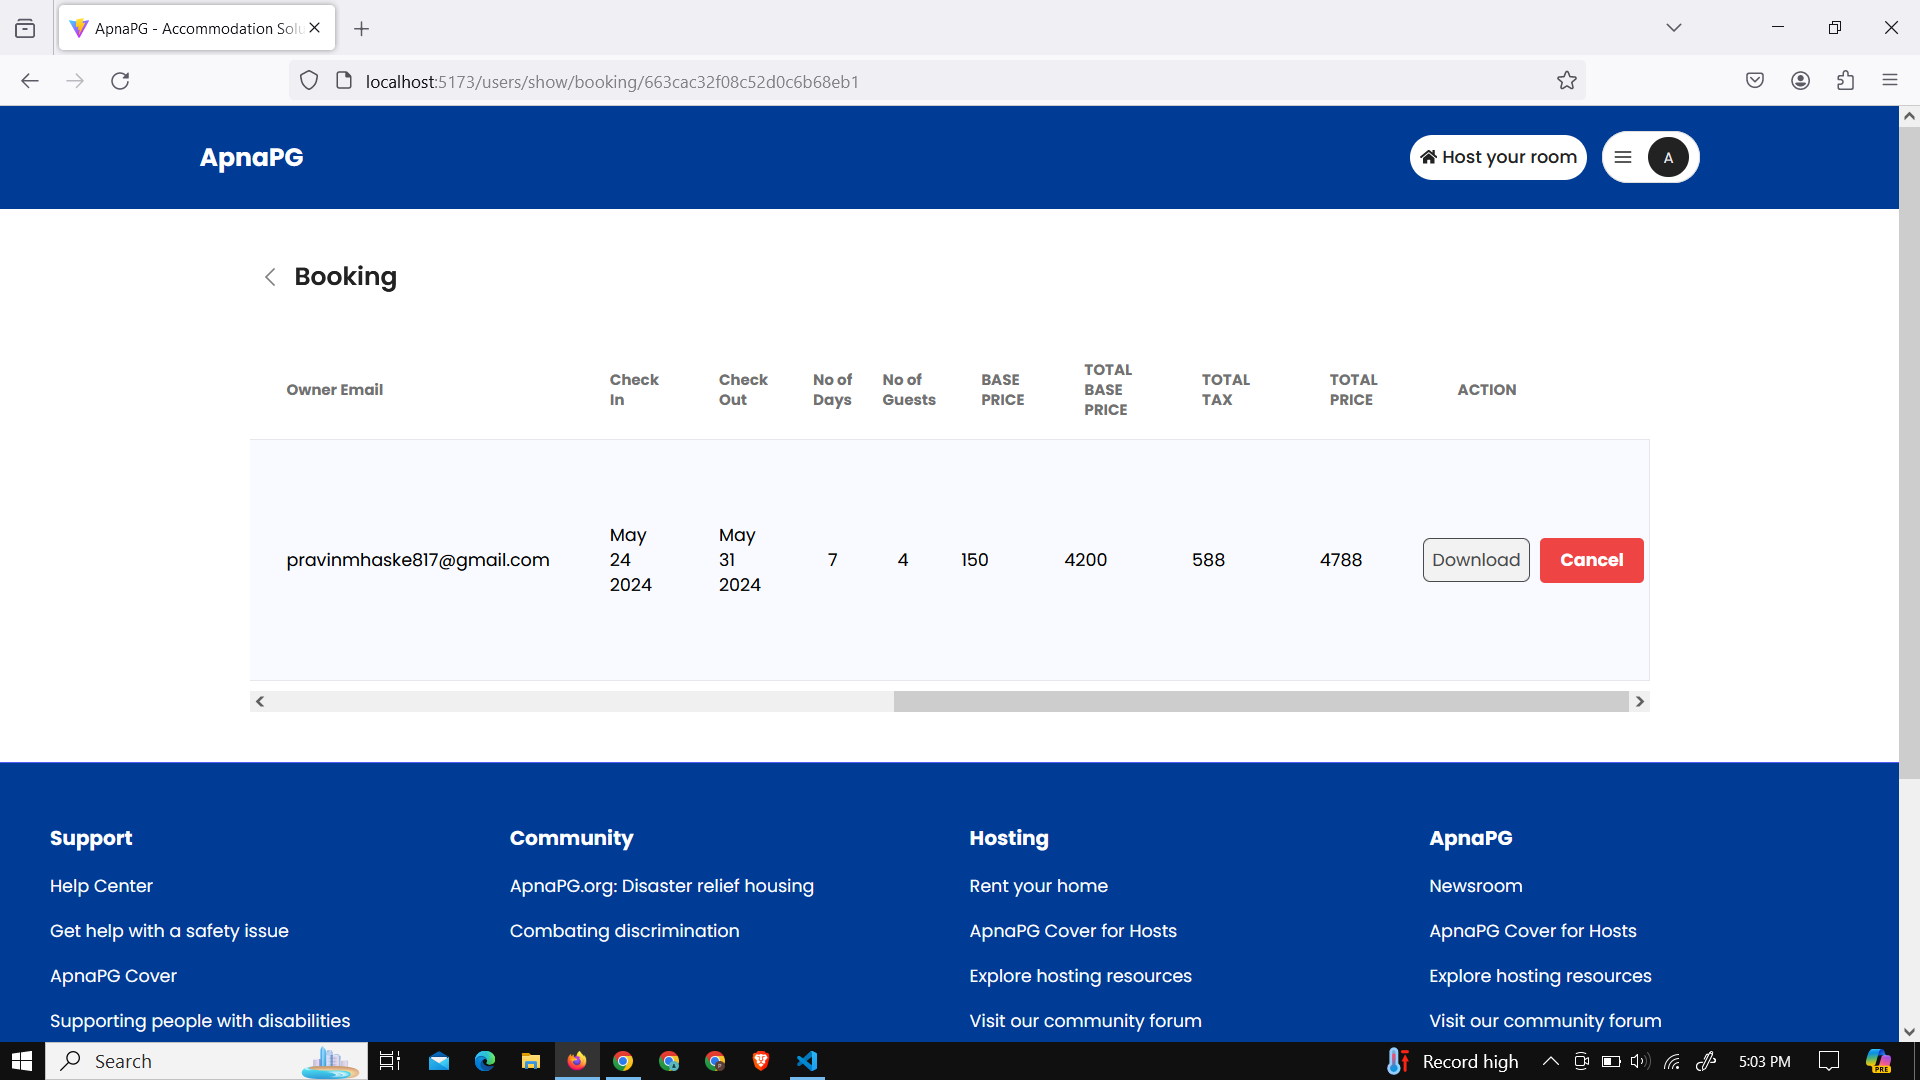 ApnaPG - Accommodation Solu
localhost:5173/users/show/booking/663cac32f08c52d0c6b68eb1
ApnaPG
Host your room
A
Booking
Owner Email
Check In
Check Out
No of Days
No of Guests
BASE PRICE
TOTAL BASE PRICE
TOTAL TAX
TOTAL PRICE
ACTION
pravinmhaske817@gmail.com
May 24 2024
May 31 2024
7
4
150
4200
588
4788
Download
Cancel
Support
Help Center
Get help with a safety issue
ApnaPG Cover
Supporting people with disabilities
Community
ApnaPG.org: Disaster relief housing
Combating discrimination
Hosting
Rent your home
ApnaPG Cover for Hosts
Explore hosting resources
Visit our community forum
ApnaPG
Newsroom
ApnaPG Cover for Hosts
Explore hosting resources
Visit our community forum
Search
Record high
5:03 PM
PRE